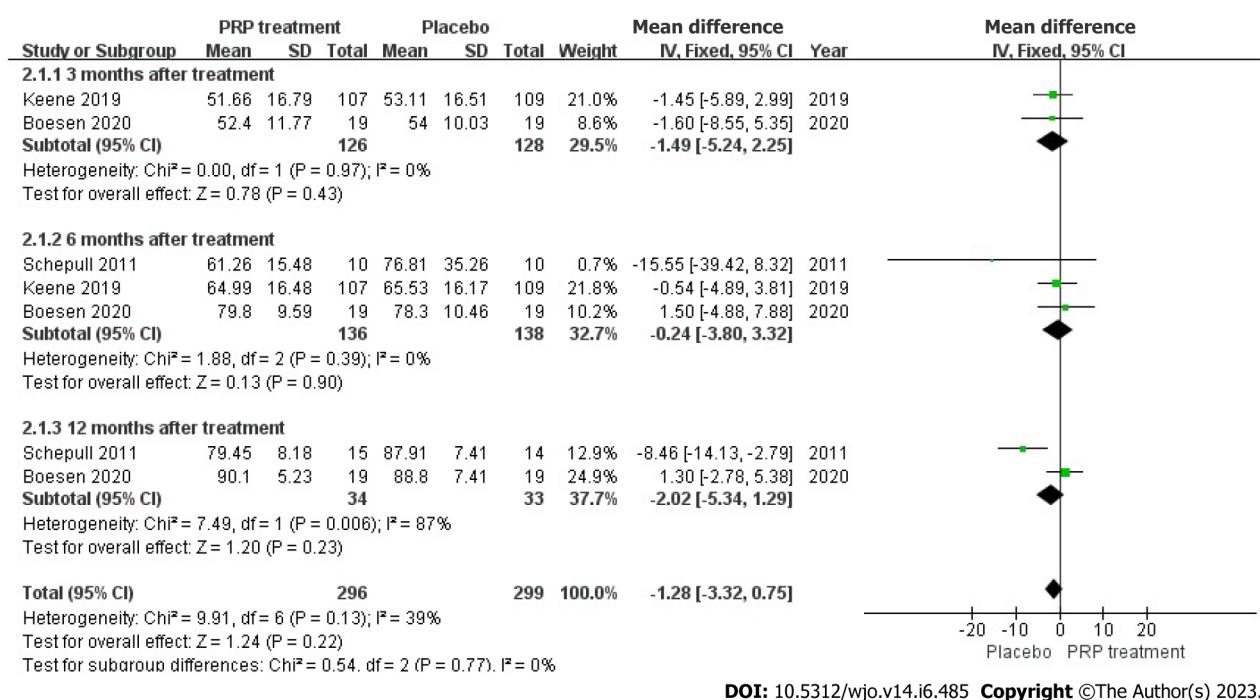 PRP treatment Placebo Mean difference Mean difference
Study or Subgroup Mean SD Total Mean SD Total Weight IV, Fixed, 95% CI Year IV, Fixed, 95% CI
2.1.1 3 months after treatment
Keene 2019 51.66 16.79 107 53.11 16.51 109 21.0% -1.45 [-5.89, 2.99] 2019
Boesen 2020 52.4 11.77 19 54 10.03 19 8.6% -1.60 [-8.55, 5.35] 2020
Subtotal (95% CI) 126 128 29.5% -1.49 [-5.24, 2.25]
Heterogeneity: Chi² = 0.00, df = 1 (P = 0.97); I² = 0%
Test for overall effect: Z = 0.78 (P = 0.43)
2.1.2 6 months after treatment
Schepull 2011 61.26 15.48 10 76.81 35.26 10 0.7% -15.55 [-39.42, 8.32] 2011
Keene 2019 64.99 16.48 107 65.53 16.17 109 21.8% -0.54 [-4.89, 3.81] 2019
Boesen 2020 79.8 9.59 19 78.3 10.46 19 10.2% 1.50 [-4.88, 7.88] 2020
Subtotal (95% CI) 136 138 32.7% -0.24 [-3.80, 3.32]
Heterogeneity: Chi² = 1.88, df = 2 (P = 0.39); I² = 0%
Test for overall effect: Z = 0.13 (P = 0.90)
2.1.3 12 months after treatment
Schepull 2011 79.45 8.18 15 87.91 7.41 14 12.9% -8.46 [-14.13, -2.79] 2011
Boesen 2020 90.1 5.23 19 88.8 7.41 19 24.9% 1.30 [-2.78, 5.38] 2020
Subtotal (95% CI) 34 33 37.7% -2.02 [-5.34, 1.29]
Heterogeneity: Chi² = 7.49, df = 1 (P = 0.006); I² = 87%
Test for overall effect: Z = 1.20 (P = 0.23)
Total (95% CI) 296 299 100.0% -1.28 [-3.32, 0.75]
Heterogeneity: Chi² = 9.91, df = 6 (P = 0.13); I² = 39%
Test for overall effect: Z = 1.24 (P = 0.22)
Test for subgroup differences: Chi² = 0.54, df = 2 (P = 0.77), I² = 0%
-20 -10 0 10 20
Placebo PRP treatment
DOI: 10.5312/wjo.v14.i6.485 Copyright ©The Author(s) 2023.